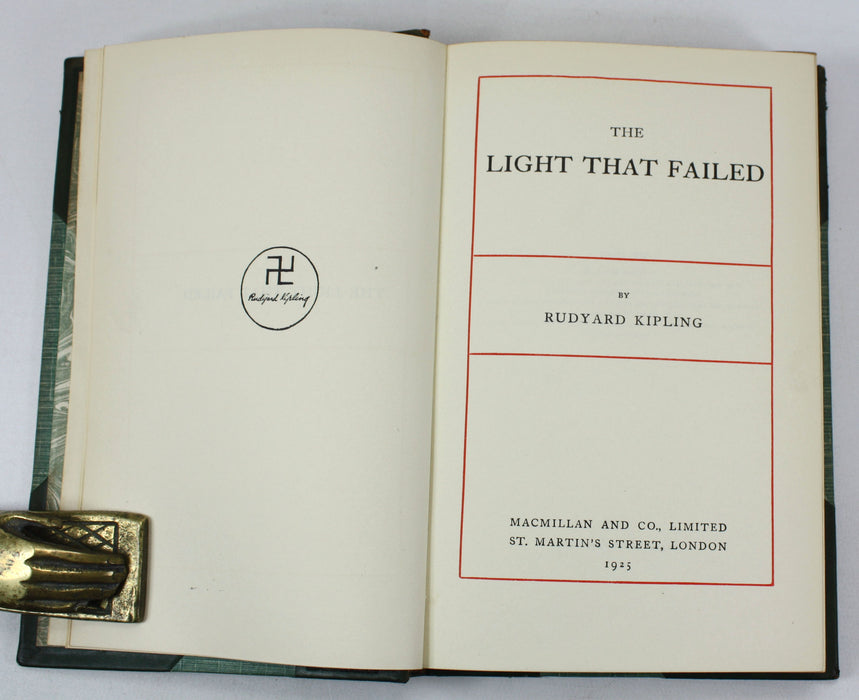 Rudyard Kipling
THE
LIGHT THAT FAILED
BY
RUDYARD KIPLING
MACMILLAN AND CO., LIMITED
ST. MARTIN'S STREET, LONDON
1925